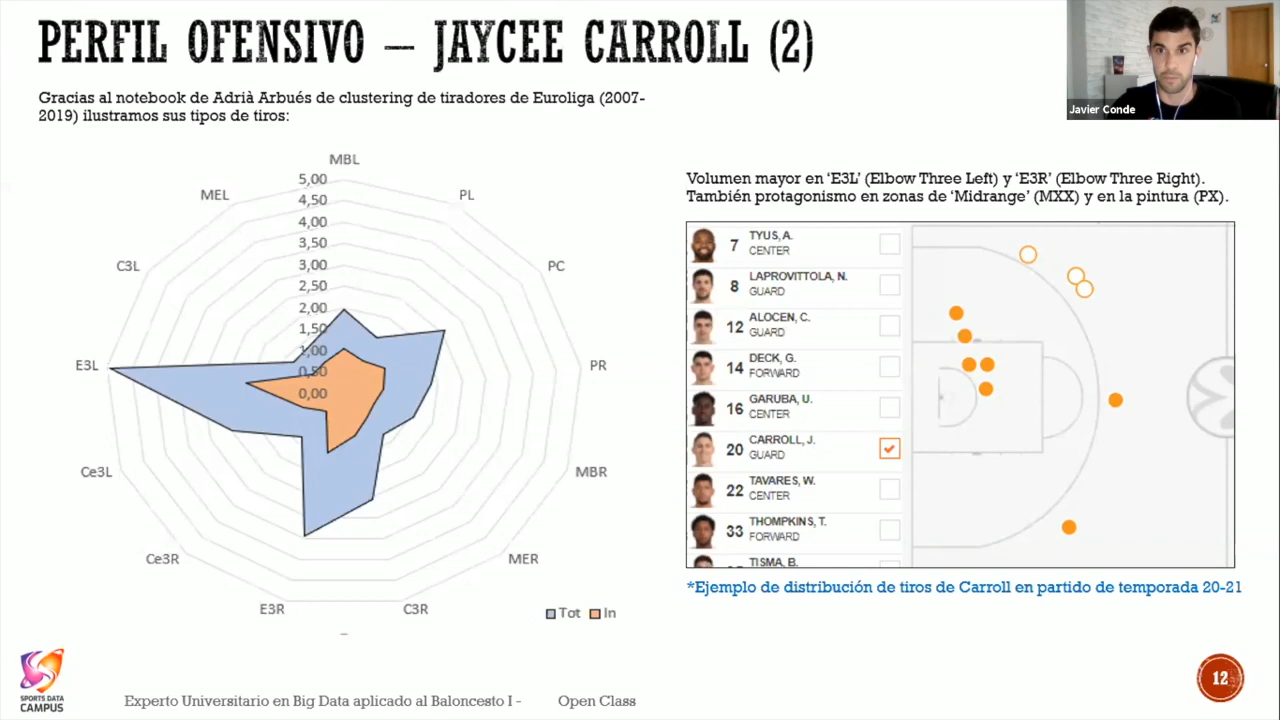 PERFIL OFENSIVO – JAYCEE CARROLL (2)
Javier Conde
Gracias al notebook de Adrià Arbués de clustering de tiradores de Euroliga (2007-
2019) ilustramos sus tipos de tiros:
MBL
PL
PC
PR
MBR
MER
C3R
E3R
Ce3R
Ce3L
E3L
C3L
MEL
5,00
4,50
4,00
3,50
3,00
2,50
2,00
1,50
1,00
0,50
0,00
Tot In
Volumen mayor en ‘E3L’ (Elbow Three Left) y ‘E3R’ (Elbow Three Right).
También protagonismo en zonas de ‘Midrange’ (MXX) y en la pintura (PX).
7 TYUS, A.
CENTER
8 LAPROVITTOLA, N.
GUARD
12 ALOCEN, C.
GUARD
14 DECK, G.
FORWARD
16 GARUBA, U.
CENTER
20 CARROLL, J.
GUARD
22 TAVARES, W.
CENTER
33 THOMPKINS, T.
FORWARD
TISMA, B.
*Ejemplo de distribución de tiros de Carroll en partido de temporada 20-21
SPORTS DATA
CAMPUS
Experto Universitario en Big Data aplicado al Baloncesto I - Open Class
12